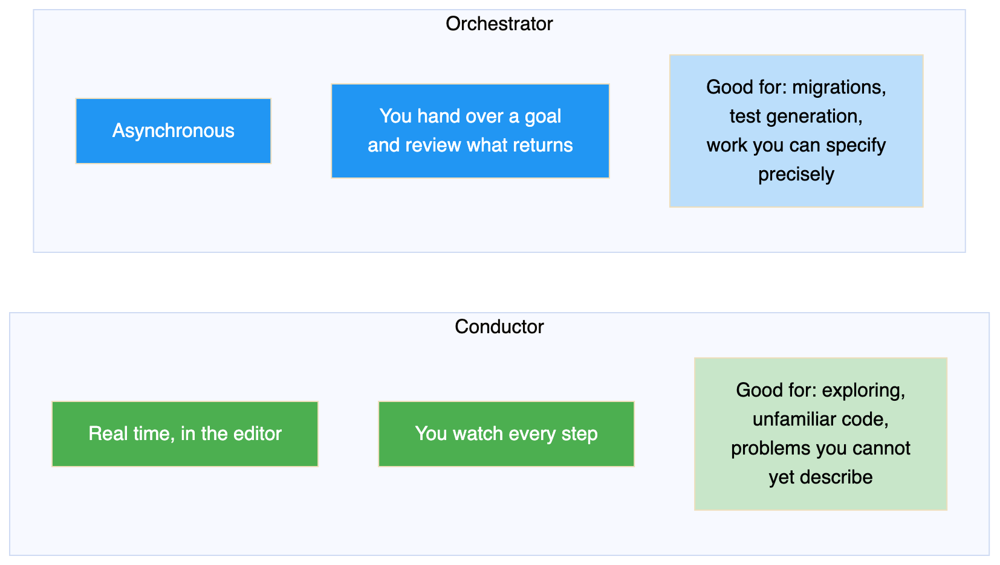 Orchestrator
Asynchronous
You hand over a goal
and review what returns
Good for: migrations,
test generation,
work you can specify
precisely
Conductor
Real time, in the editor
You watch every step
Good for: exploring,
unfamiliar code,
problems you cannot
yet describe